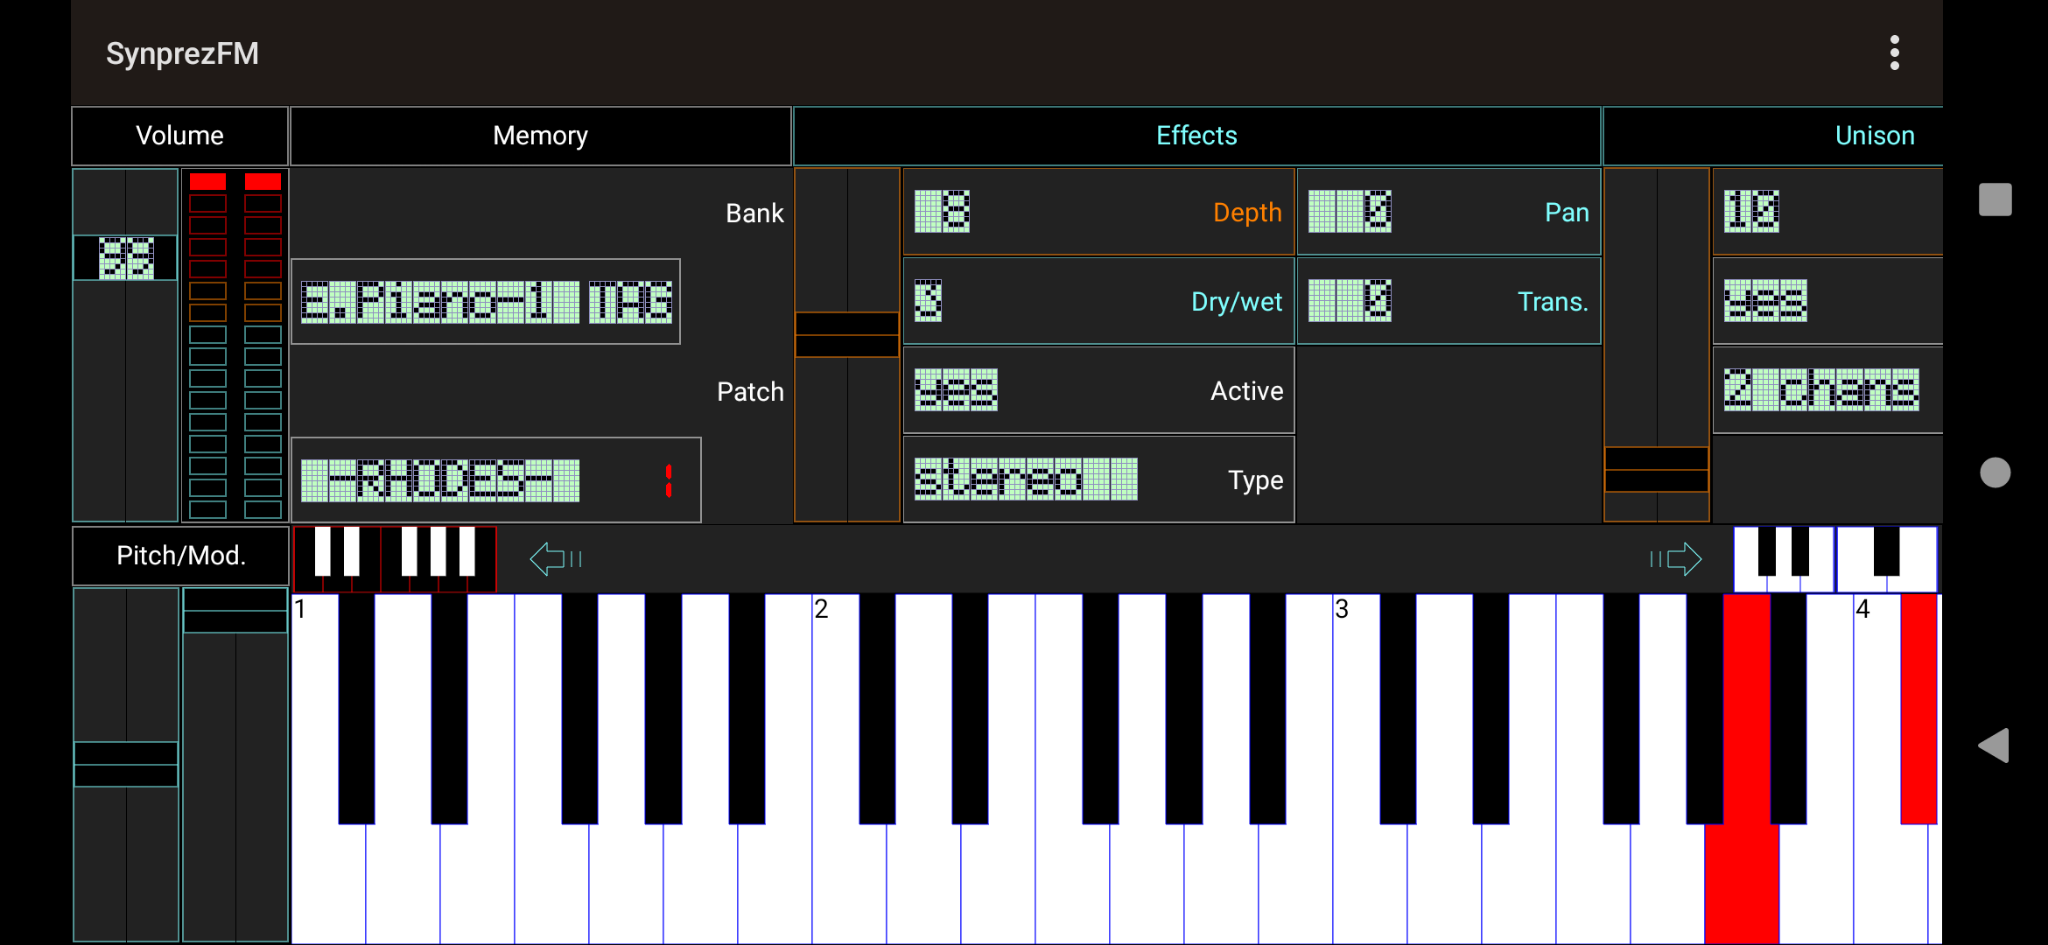 SynprezFM
Volume Memory Effects Unison
99
Bank
E.Piano-1 TAG
Patch
-RHODES- 1
8 Depth 0 Pan 10
3 Dry/wet 0 Trans. yes
yes Active 2 chans
stereo Type
Pitch/Mod.
1 2 3 4